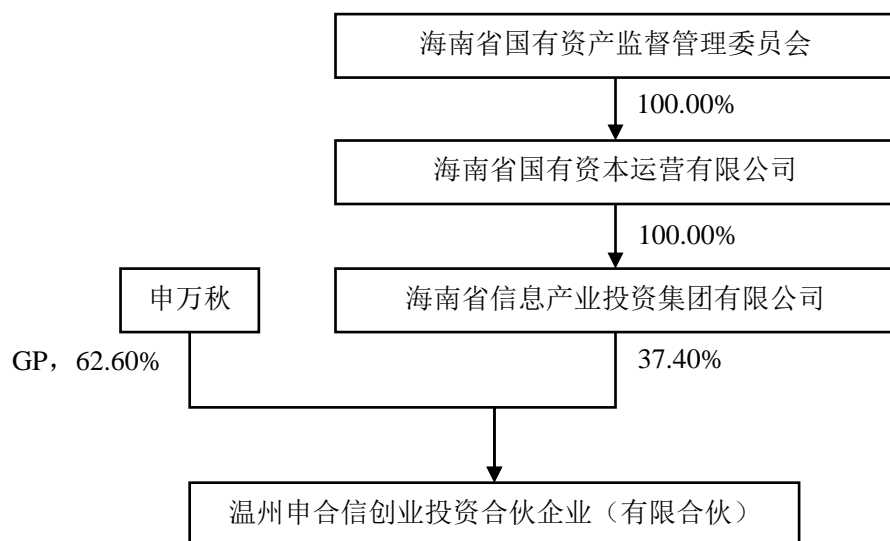 海南省国有资产监督管理委员会
100.00%
海南省国有资本运营有限公司
100.00%
申万秋
海南省信息产业投资集团有限公司
GP，62.60%
37.40%
温州申合信创业投资合伙企业（有限合伙）